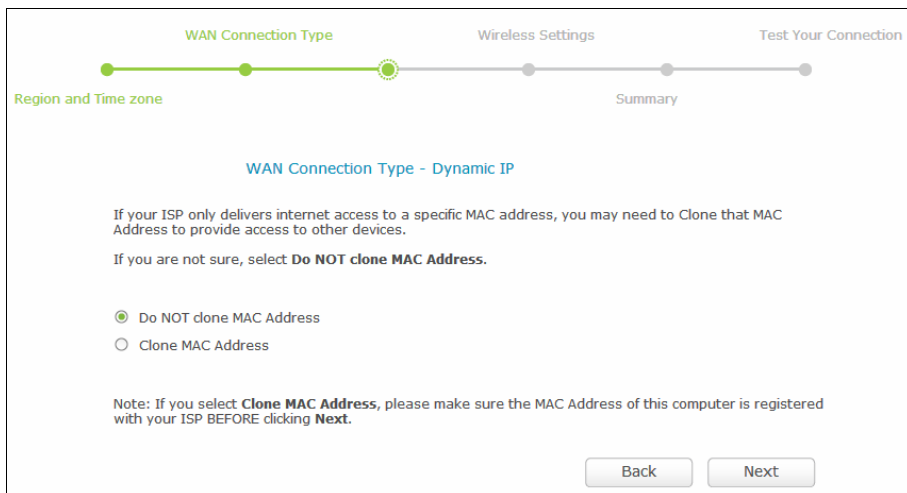 WAN Connection Type Wireless Settings Test Your Connection
Region and Time zone Summary
WAN Connection Type - Dynamic IP
If your ISP only delivers internet access to a specific MAC address, you may need to Clone that MAC
Address to provide access to other devices.
If you are not sure, select Do NOT clone MAC Address.
Do NOT clone MAC Address
Clone MAC Address
Note: If you select Clone MAC Address, please make sure the MAC Address of this computer is registered
with your ISP BEFORE clicking Next.
Back Next